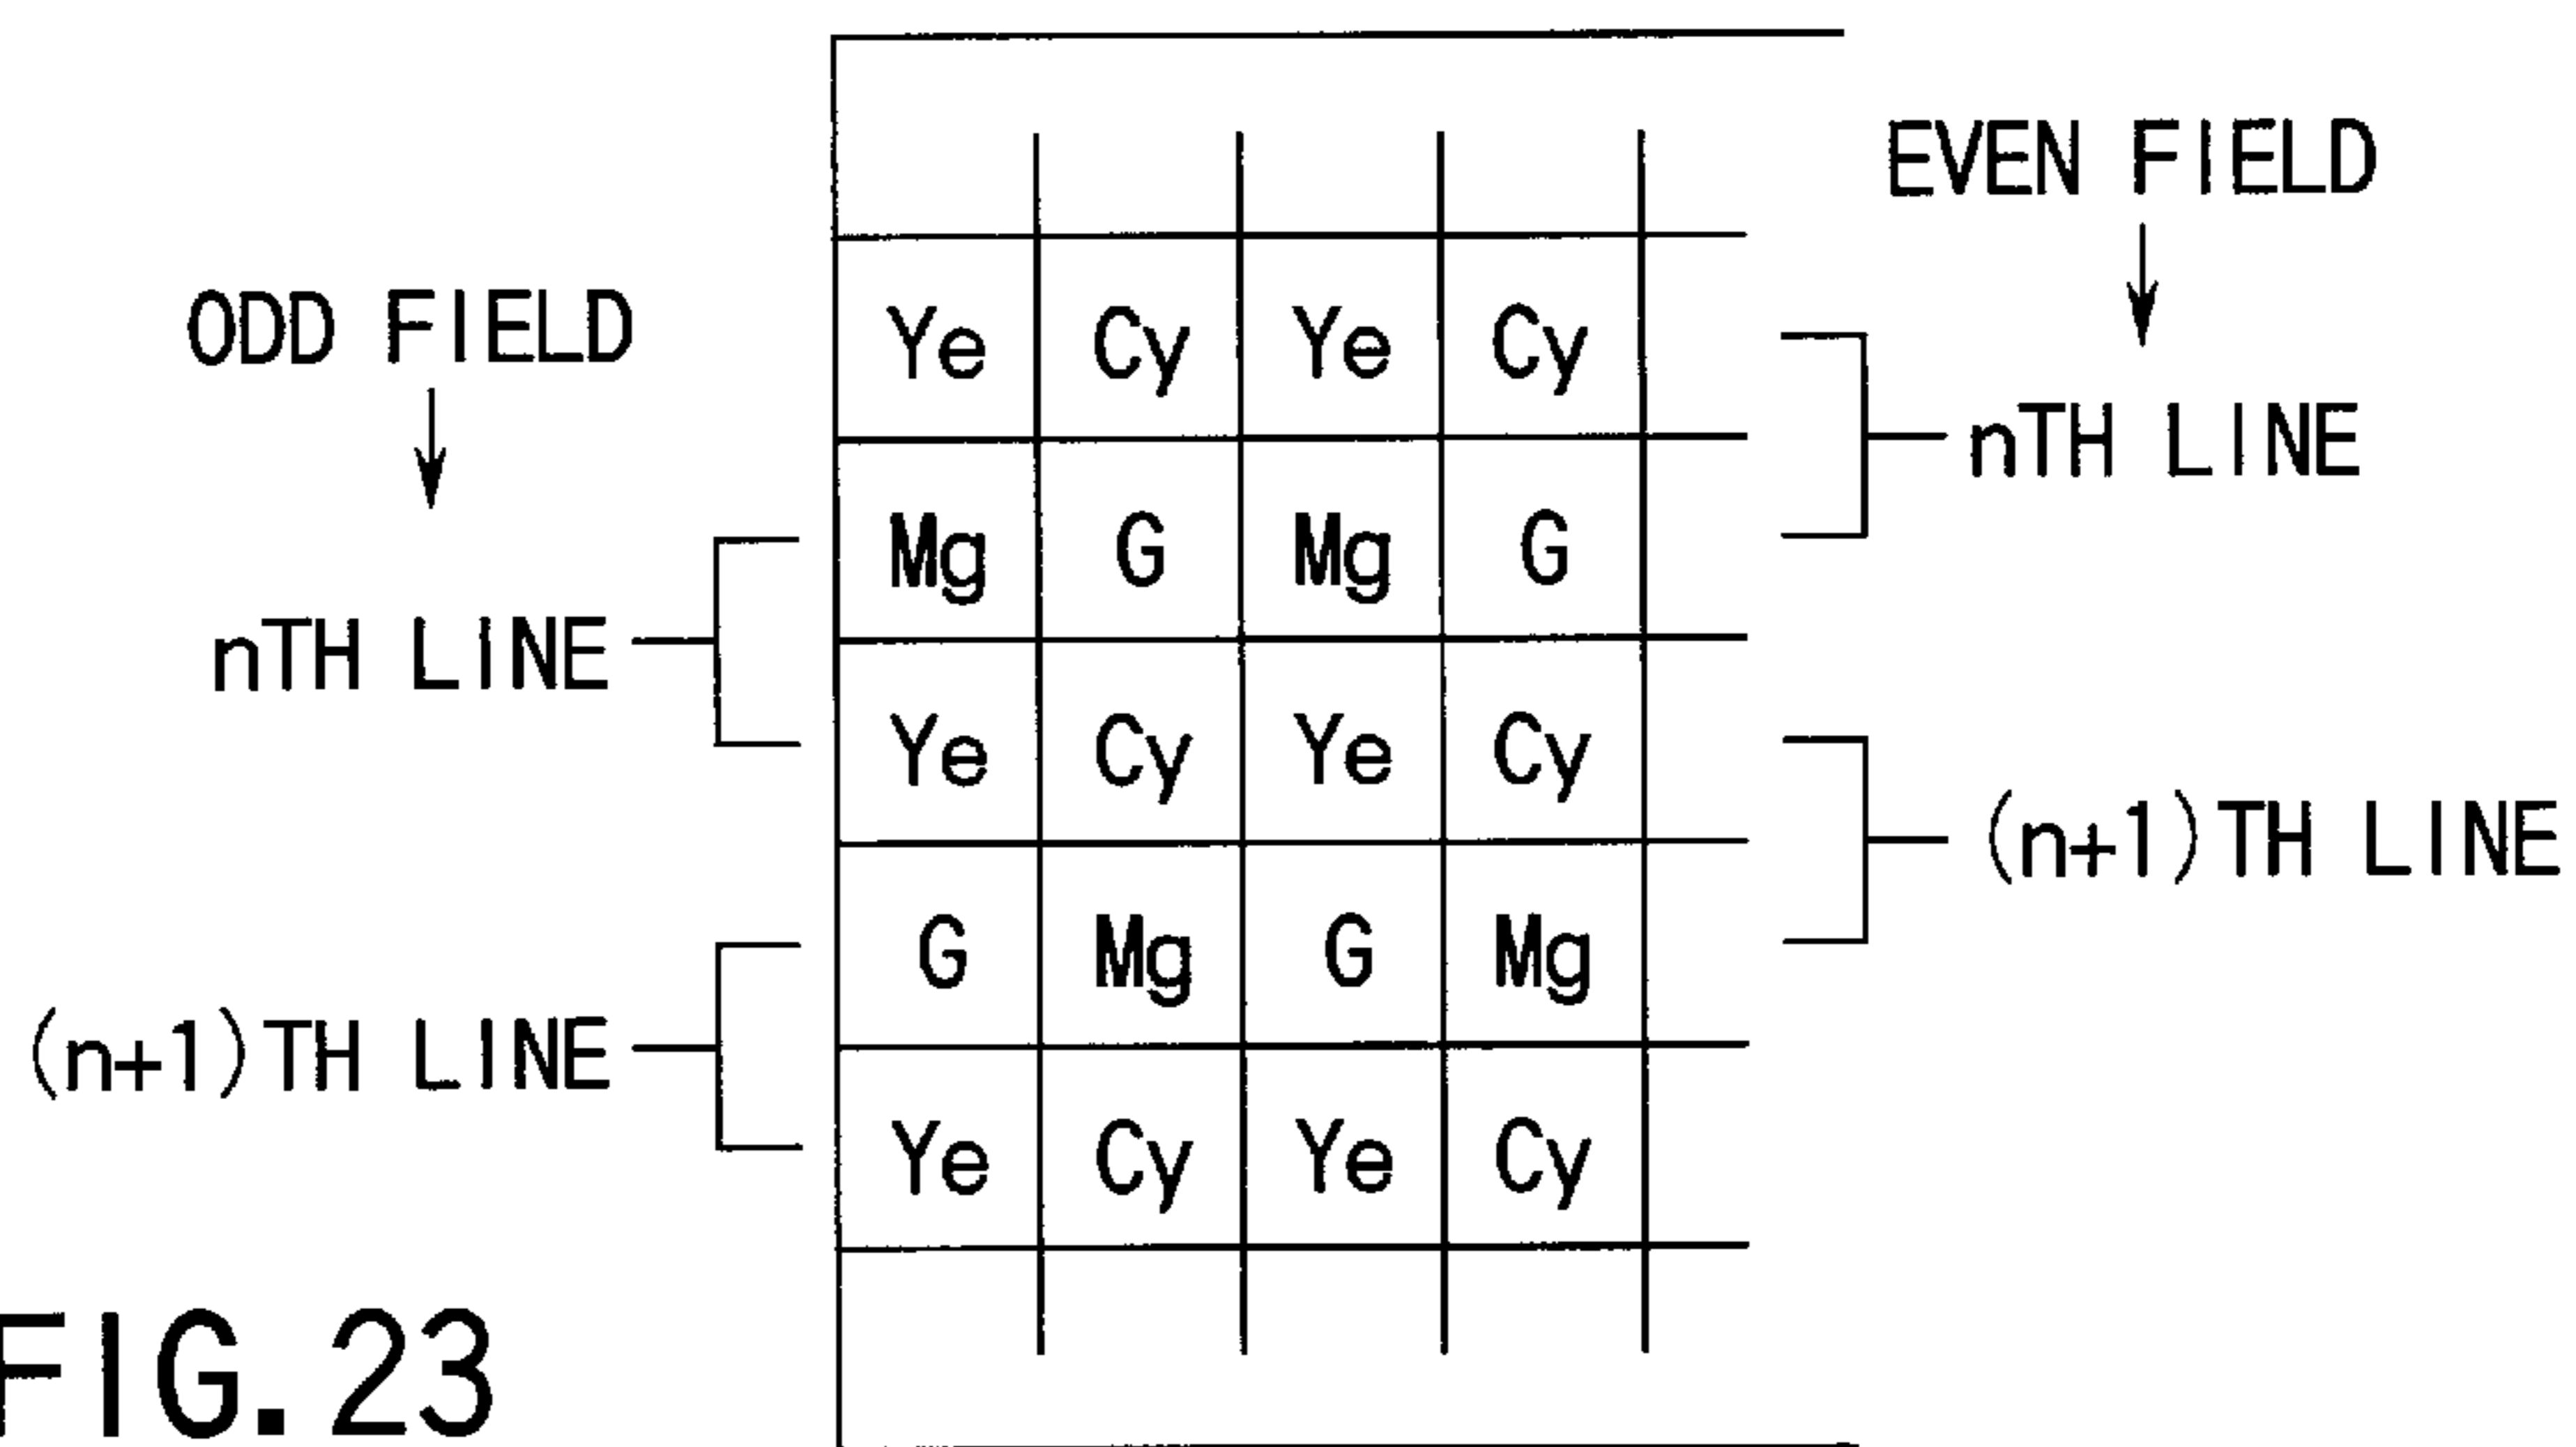 EVEN FIELD
ODD FIELD
Ye Cy Ye Cy
nTH LINE
Mg G Mg G
nTH LINE
Ye Cy Ye Cy
(n+1)TH LINE
G Mg G Mg
(n+1)TH LINE
Ye Cy Ye Cy
FIG.23